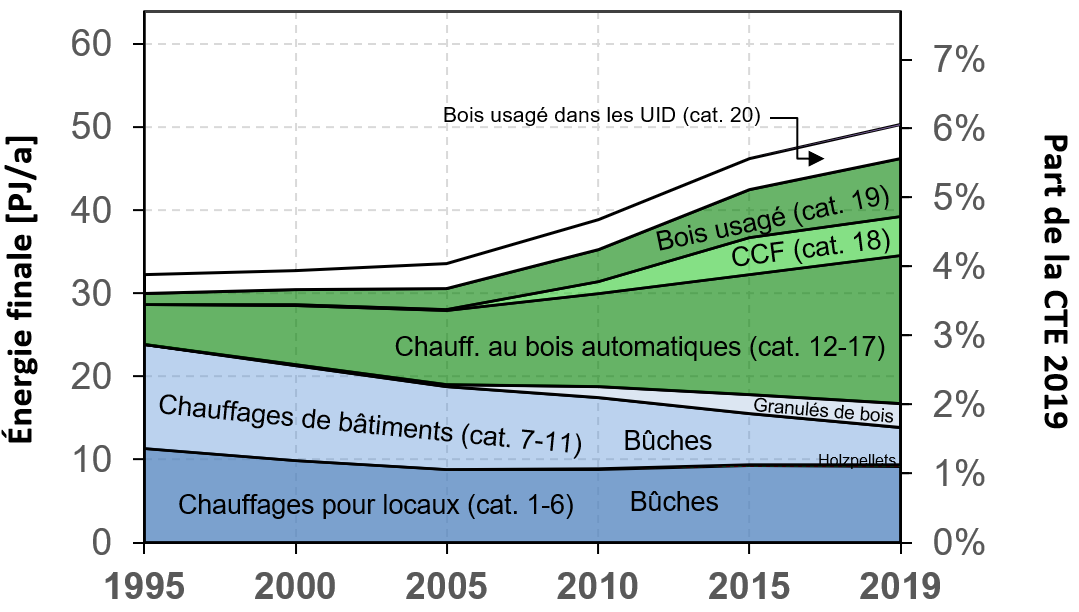 Énergie finale [PJ/a]
60
50
40
30
20
10
0
Bois usagé dans les UID (cat. 20)
Bois usagé (cat. 19)
CCF (cat. 18)
Chauff. au bois automatiques (cat. 12-17)
Granulés de bois
Chauffages de bâtiments (cat. 7-11) Bûches
Holzpellets
Chauffages pour locaux (cat. 1-6) Bûches
7%
6%
5%
4%
3%
2%
1%
0%
Part de la CTE 2019
1995 2000 2005 2010 2015 2019